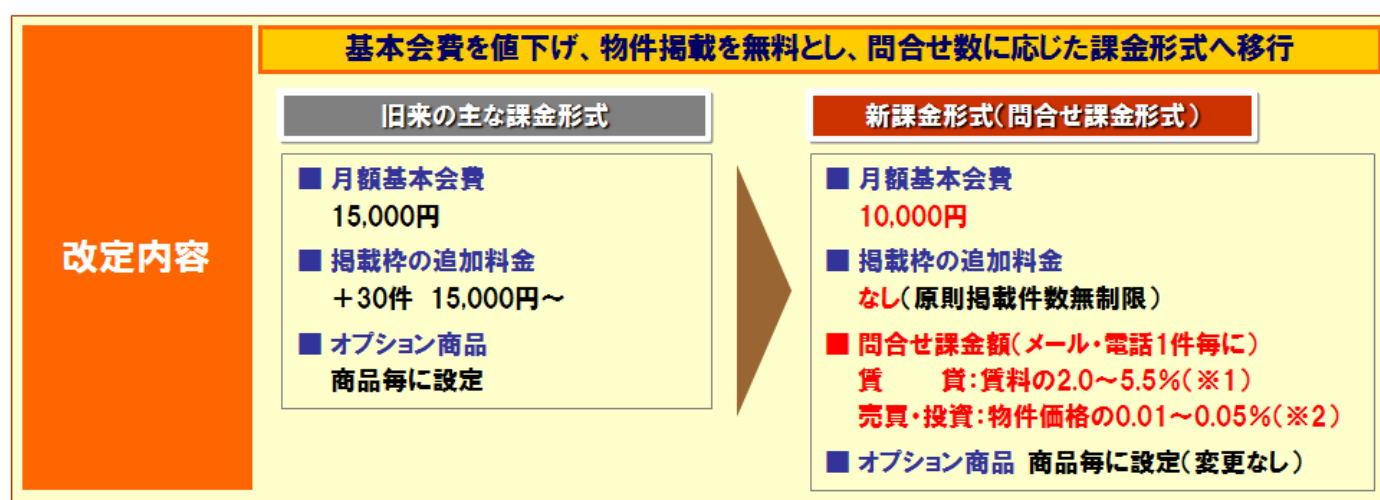 基本会費を値下げ、物件掲載を無料とし、問合せ数に応じた課金形式へ移行
改定内容
旧来の主な課金形式
■ 月額基本会費
15,000円
■ 掲載枠の追加料金
＋30件 15,000円～
■ オプション商品
商品毎に設定
新課金形式(問合せ課金形式)
■ 月額基本会費
10,000円
■ 掲載枠の追加料金
なし(原則掲載件数無制限)
■ 問合せ課金額(メール・電話1件毎に)
賃　　貸:賃料の2.0～5.5%(※1)
売買・投資:物件価格の0.01～0.05%(※2)
■ オプション商品 商品毎に設定(変更なし)